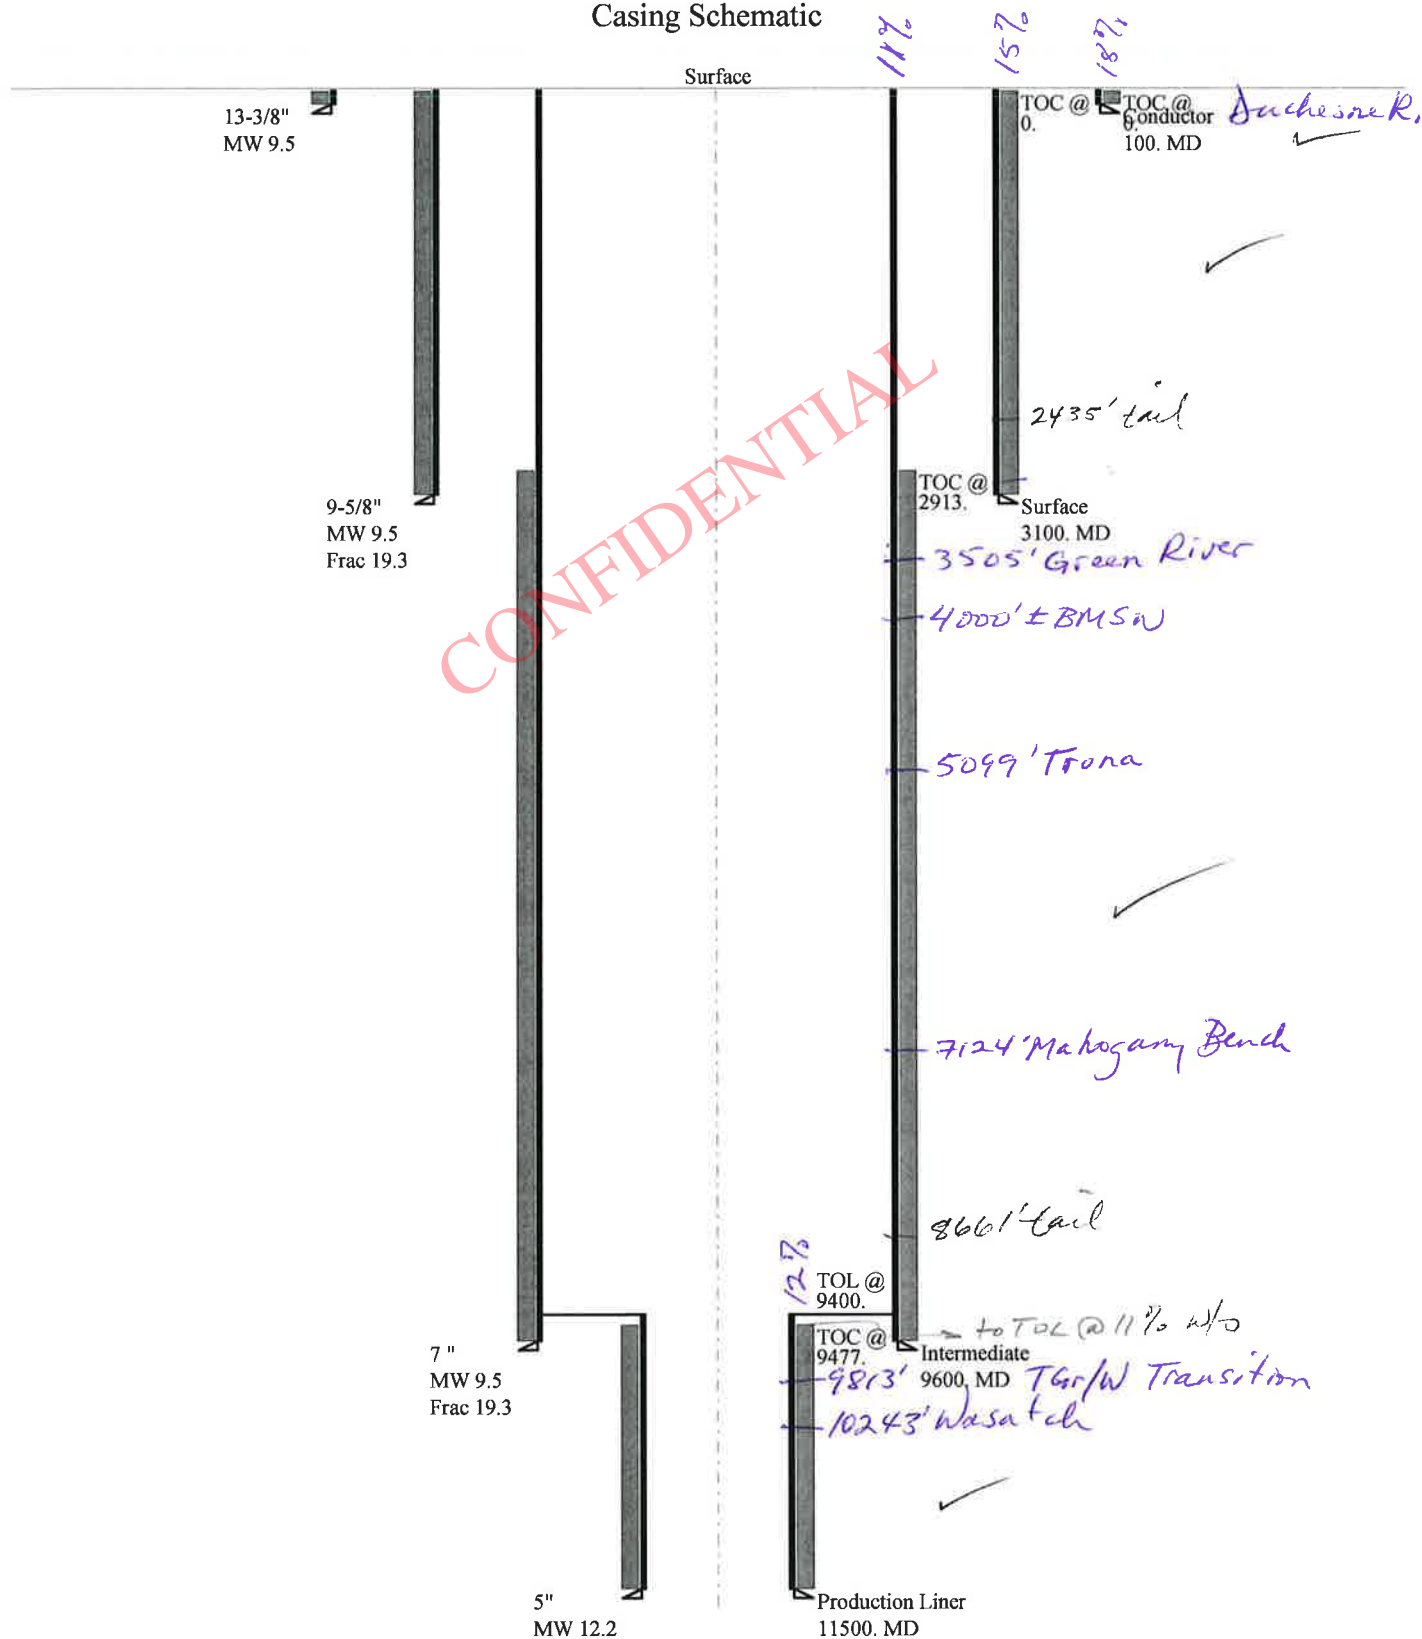 Casing Schematic
11%
15%
18%
Surface
13-3/8"
MW 9.5
TOC @
0.
TOC @
0.
Conductor
100. MD
Duchesne R.
2435' tail
9-5/8"
MW 9.5
Frac 19.3
TOC @
2913.
Surface
3100. MD
3505' Green River
4000' ± BMSW
CONFIDENTIAL
5099' Trona
7124' Mahogany Bench
8661' tail
12%
TOL @
9400.
to TOL @ 11% w/o
TOC @
9477.
7 "
MW 9.5
Frac 19.3
Intermediate
9600. MD
9813' TGr/W Transition
10243' Wasatch
5"
MW 12.2
Production Liner
11500. MD